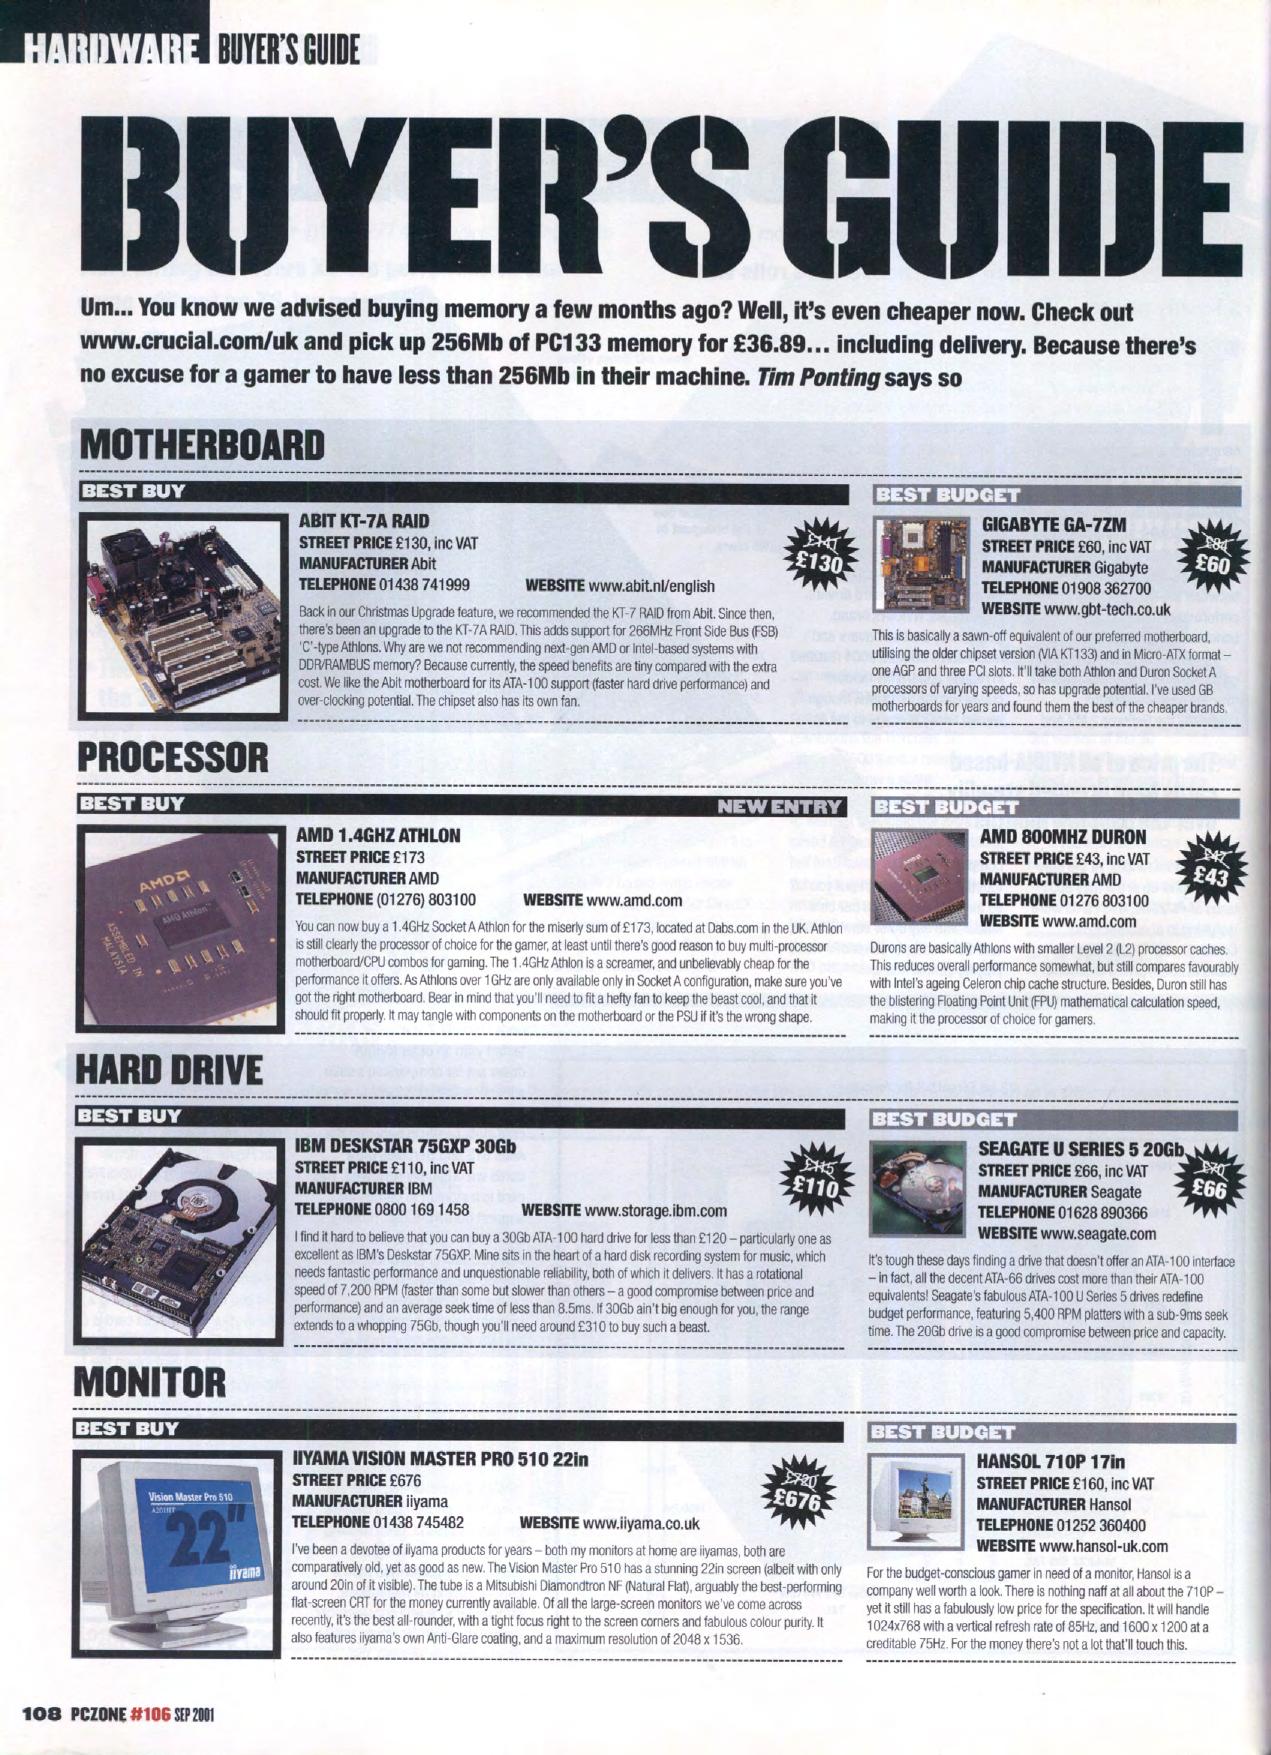 HARDWARE BUYER'S GUIDE
BUYER'S GUIDE
Um... You know we advised buying memory a few months ago? Well, it's even cheaper now. Check out
www.crucial.com/uk and pick up 256Mb of PC133 memory for £36.89... including delivery. Because there's
no excuse for a gamer to have less than 256Mb in their machine. Tim Ponting says so
MOTHERBOARD
BEST BUY
ABIT KT-7A RAID
STREET PRICE £130, inc VAT
MANUFACTURER Abit
TELEPHONE 01438 741999 WEBSITE www.abit.nl/english
£141
£130
Back in our Christmas Upgrade feature, we recommended the KT-7 RAID from Abit. Since then,
there's been an upgrade to the KT-7A RAID. This adds support for 266MHz Front Side Bus (FSB)
'C'-type Athlons. Why are we not recommending next-gen AMD or Intel-based systems with
DDR/RAMBUS memory? Because currently, the speed benefits are tiny compared with the extra
cost. We like the Abit motherboard for its ATA-100 support (faster hard drive performance) and
over-clocking potential. The chipset also has its own fan.
BEST BUDGET
GIGABYTE GA-7ZM
STREET PRICE £60, inc VAT
MANUFACTURER Gigabyte
TELEPHONE 01908 362700
WEBSITE www.gbt-tech.co.uk
£84
£60
This is basically a sawn-off equivalent of our preferred motherboard,
utilising the older chipset version (VIA KT133) and in Micro-ATX format –
one AGP and three PCI slots. It'll take both Athlon and Duron Socket A
processors of varying speeds, so has upgrade potential. I've used GB
motherboards for years and found them the best of the cheaper brands.
PROCESSOR
BEST BUY NEW ENTRY
AMD
AMD Athlon
ASSEMBLED IN
MALAYSIA
AMD 1.4GHZ ATHLON
STREET PRICE £173
MANUFACTURER AMD
TELEPHONE (01276) 803100 WEBSITE www.amd.com
You can now buy a 1.4GHz Socket A Athlon for the miserly sum of £173, located at Dabs.com in the UK. Athlon
is still clearly the processor of choice for the gamer, at least until there's good reason to buy multi-processor
motherboard/CPU combos for gaming. The 1.4GHz Athlon is a screamer, and unbelievably cheap for the
performance it offers. As Athlons over 1GHz are only available only in Socket A configuration, make sure you've
got the right motherboard. Bear in mind that you'll need to fit a hefty fan to keep the beast cool, and that it
should fit properly. It may tangle with components on the motherboard or the PSU if it's the wrong shape.
BEST BUDGET
AMD 800MHZ DURON
STREET PRICE £43, inc VAT
MANUFACTURER AMD
TELEPHONE 01276 803100
WEBSITE www.amd.com
£47
£43
Durons are basically Athlons with smaller Level 2 (L2) processor caches.
This reduces overall performance somewhat, but still compares favourably
with Intel's ageing Celeron chip cache structure. Besides, Duron still has
the blistering Floating Point Unit (FPU) mathematical calculation speed,
making it the processor of choice for gamers.
HARD DRIVE
BEST BUY
IBM DESKSTAR 75GXP 30Gb
STREET PRICE £110, inc VAT
MANUFACTURER IBM
TELEPHONE 0800 169 1458 WEBSITE www.storage.ibm.com
£115
£110
I find it hard to believe that you can buy a 30Gb ATA-100 hard drive for less than £120 – particularly one as
excellent as IBM's Deskstar 75GXP. Mine sits in the heart of a hard disk recording system for music, which
needs fantastic performance and unquestionable reliability, both of which it delivers. It has a rotational
speed of 7,200 RPM (faster than some but slower than others – a good compromise between price and
performance) and an average seek time of less than 8.5ms. If 30Gb ain't big enough for you, the range
extends to a whopping 75Gb, though you'll need around £310 to buy such a beast.
BEST BUDGET
SEAGATE U SERIES 5 20Gb
STREET PRICE £66, inc VAT
MANUFACTURER Seagate
TELEPHONE 01628 890366
WEBSITE www.seagate.com
£70
£66
It's tough these days finding a drive that doesn't offer an ATA-100 interface
– in fact, all the decent ATA-66 drives cost more than their ATA-100
equivalents! Seagate's fabulous ATA-100 U Series 5 drives redefine
budget performance, featuring 5,400 RPM platters with a sub-9ms seek
time. The 20Gb drive is a good compromise between price and capacity.
MONITOR
BEST BUY
Vision Master Pro 510
22"
iiyama
IIYAMA VISION MASTER PRO 510 22in
STREET PRICE £676
MANUFACTURER iiyama
TELEPHONE 01438 745482 WEBSITE www.iiyama.co.uk
£720
£676
I've been a devotee of iiyama products for years – both my monitors at home are iiyamas, both are
comparatively old, yet as good as new. The Vision Master Pro 510 has a stunning 22in screen (albeit with only
around 20in of it visible). The tube is a Mitsubishi Diamondtron NF (Natural Flat), arguably the best-performing
flat-screen CRT for the money currently available. Of all the large-screen monitors we've come across
recently, it's the best all-rounder, with a tight focus right to the screen corners and fabulous colour purity. It
also features iiyama's own Anti-Glare coating, and a maximum resolution of 2048 x 1536.
BEST BUDGET
HANSOL 710P 17in
STREET PRICE £160, inc VAT
MANUFACTURER Hansol
TELEPHONE 01252 360400
WEBSITE www.hansol-uk.com
For the budget-conscious gamer in need of a monitor, Hansol is a
company well worth a look. There is nothing naff at all about the 710P –
yet it still has a fabulously low price for the specification. It will handle
1024x768 with a vertical refresh rate of 85Hz, and 1600 x 1200 at a
creditable 75Hz. For the money there's not a lot that'll touch this.
108 PCZONE #106 SEP 2001